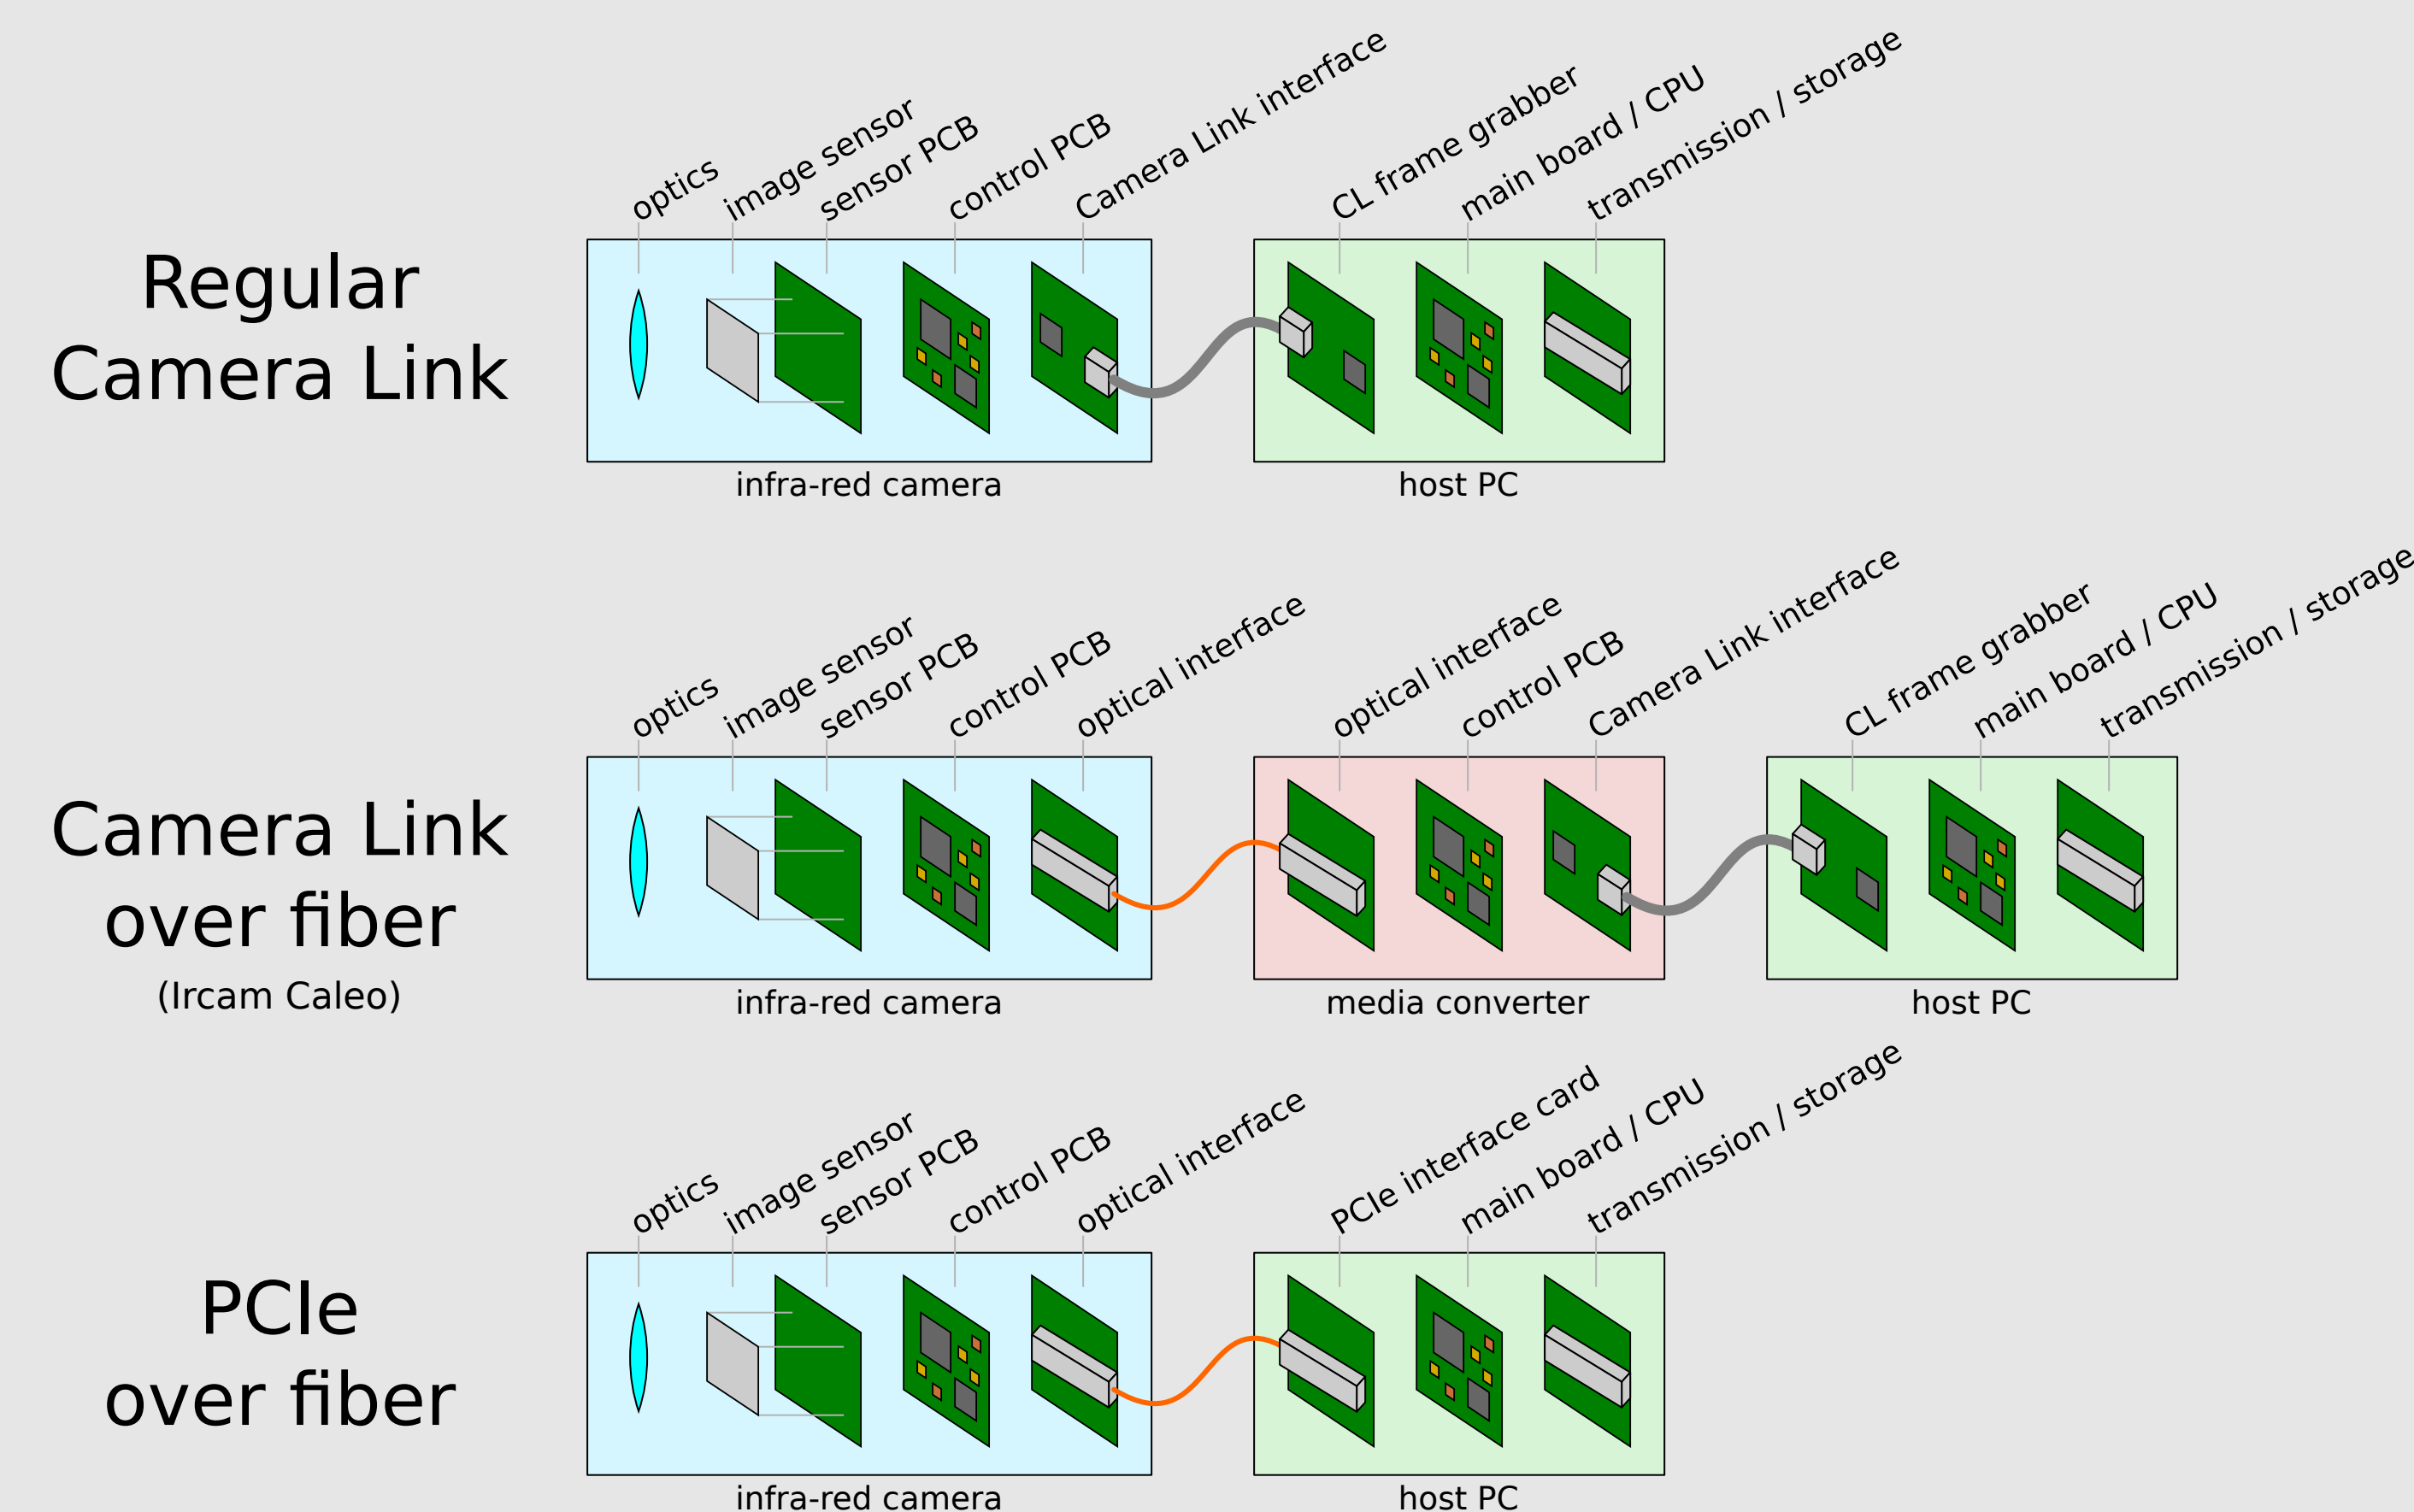 Regular
Camera Link
optics
image sensor
sensor PCB
control PCB
Camera Link interface
CL frame grabber
main board / CPU
transmission / storage
infra-red camera
host PC
Camera Link
over fiber
(Ircam Caleo)
optics
image sensor
sensor PCB
control PCB
optical interface
optical interface
control PCB
Camera Link interface
CL frame grabber
main board / CPU
transmission / storage
infra-red camera
media converter
host PC
PCIe
over fiber
optics
image sensor
sensor PCB
control PCB
optical interface
PCIe interface card
main board / CPU
transmission / storage
infra-red camera
host PC